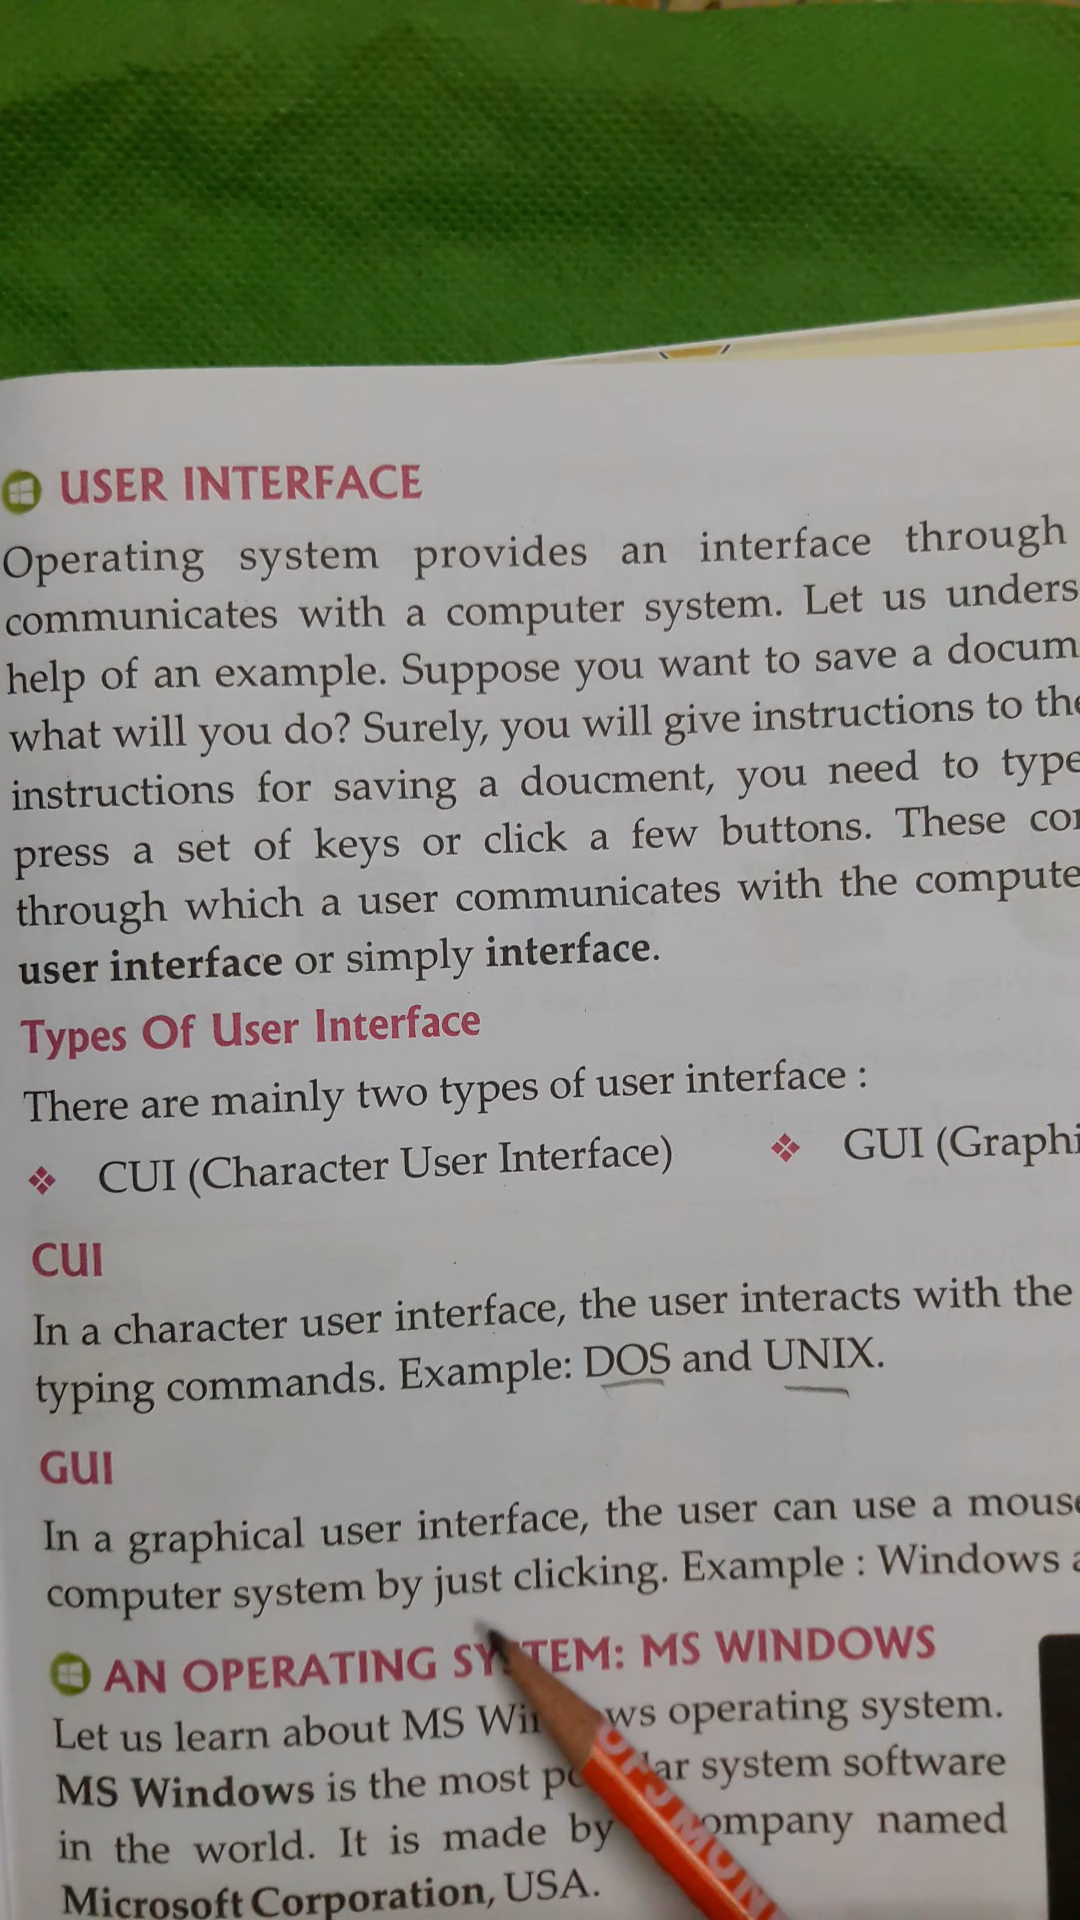 USER INTERFACE
Operating system provides an interface through
communicates with a computer system. Let us unders
help of an example. Suppose you want to save a docum
what will you do? Surely, you will give instructions to the
instructions for saving a doucment, you need to type
press a set of keys or click a few buttons. These co
through which a user communicates with the compute
user interface or simply interface.
Types Of User Interface
There are mainly two types of user interface :
❖ CUI (Character User Interface) ❖ GUI (Graphi
CUI
In a character user interface, the user interacts with the
typing commands. Example: DOS and UNIX.
GUI
In a graphical user interface, the user can use a mouse
computer system by just clicking. Example : Windows a
AN OPERATING SY TEM: MS WINDOWS
Let us learn about MS Wi ws operating system.
MS Windows is the most p lar system software
in the world. It is made by ompany named
Microsoft Corporation, USA.